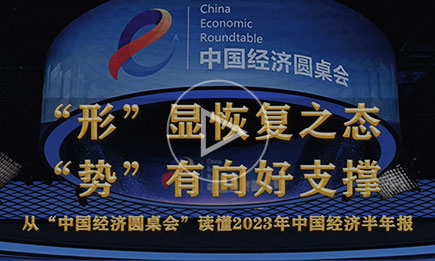 China
Economic
Roundtable
中国经济圆桌会
“形”显恢复之态
“势”有向好支撑
从“中国经济圆桌会”读懂2023年中国经济半年报